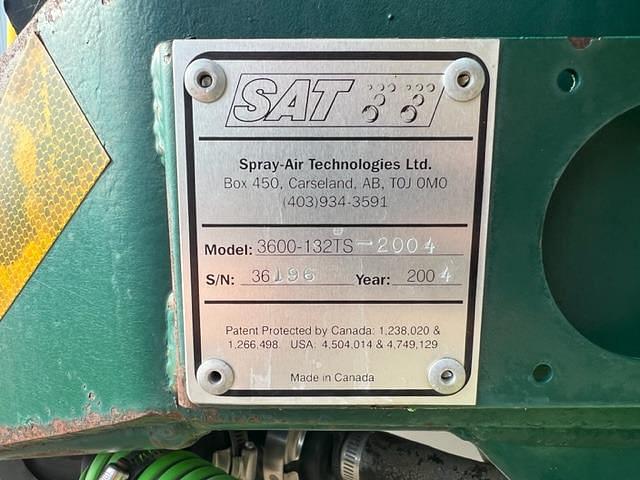 SAT
Spray-Air Technologies Ltd.
Box 450, Carseland, AB, TOJ OMO
(403)934-3591
Model: 3600-132TS-2004
S/N: 36196 Year: 2004
Patent Protected by Canada: 1,238,020 &
1,266,498. USA: 4,504,014 & 4,749,129
Made in Canada